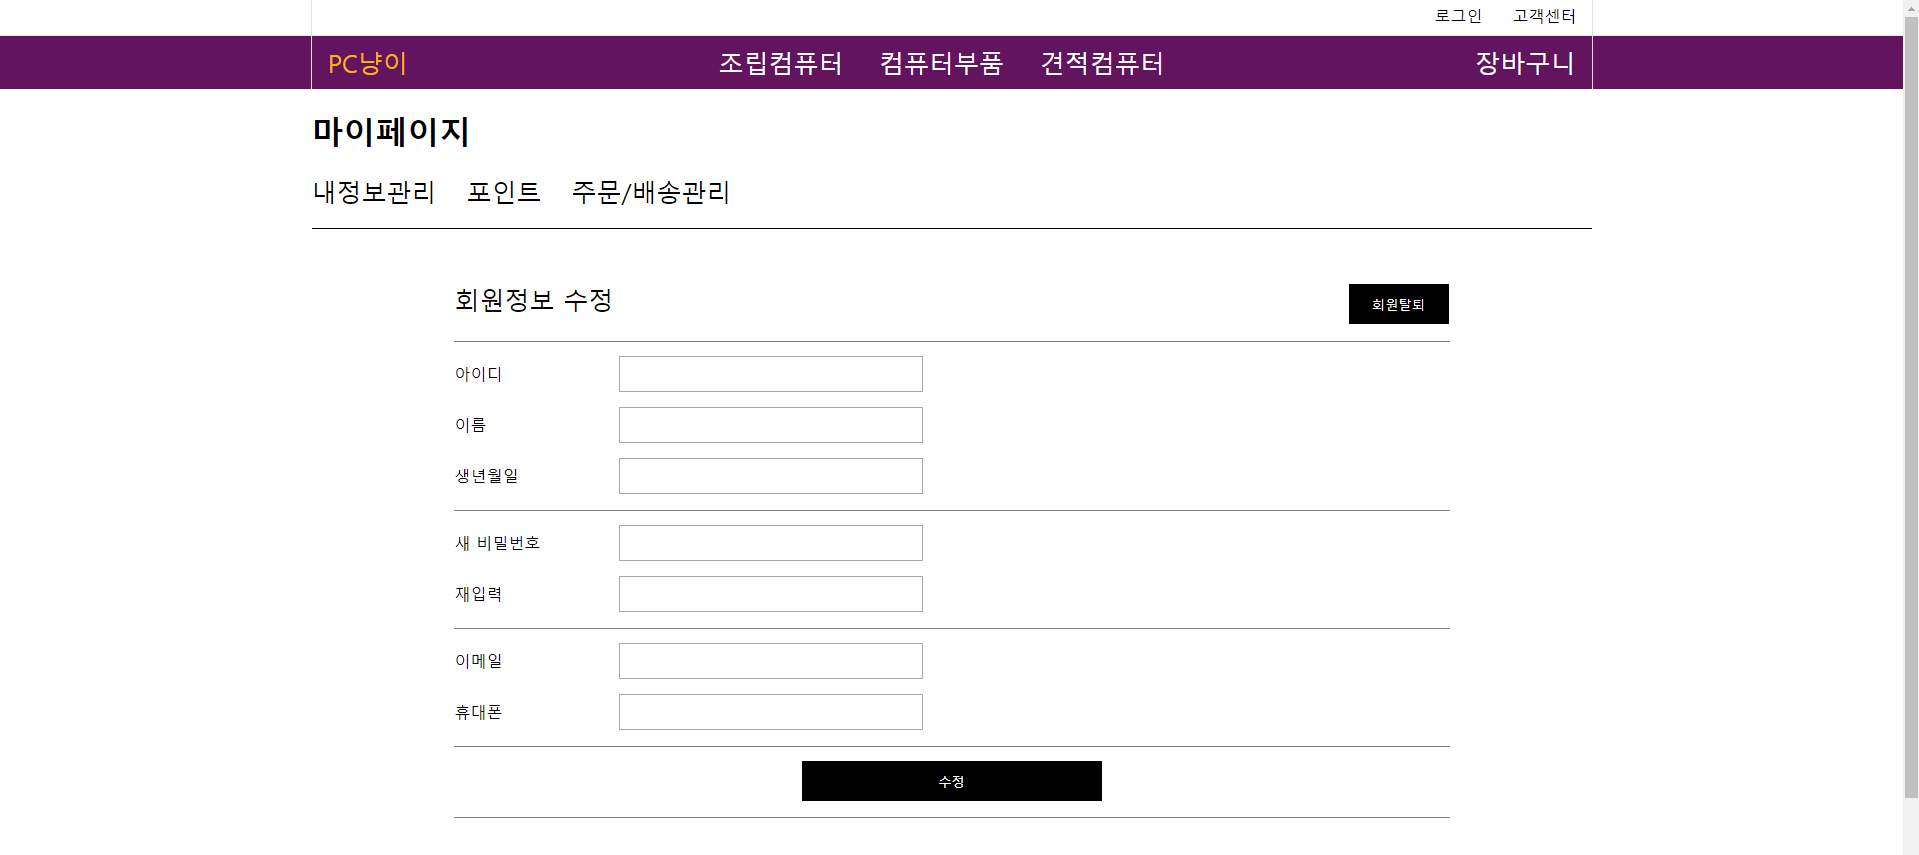 로그인 고객센터
PC냥이 조립컴퓨터 컴퓨터부품 견적컴퓨터 장바구니
마이페이지
내정보관리 포인트 주문/배송관리
회원정보 수정 회원탈퇴
아이디
이름
생년월일
새 비밀번호
재입력
이메일
휴대폰
수정